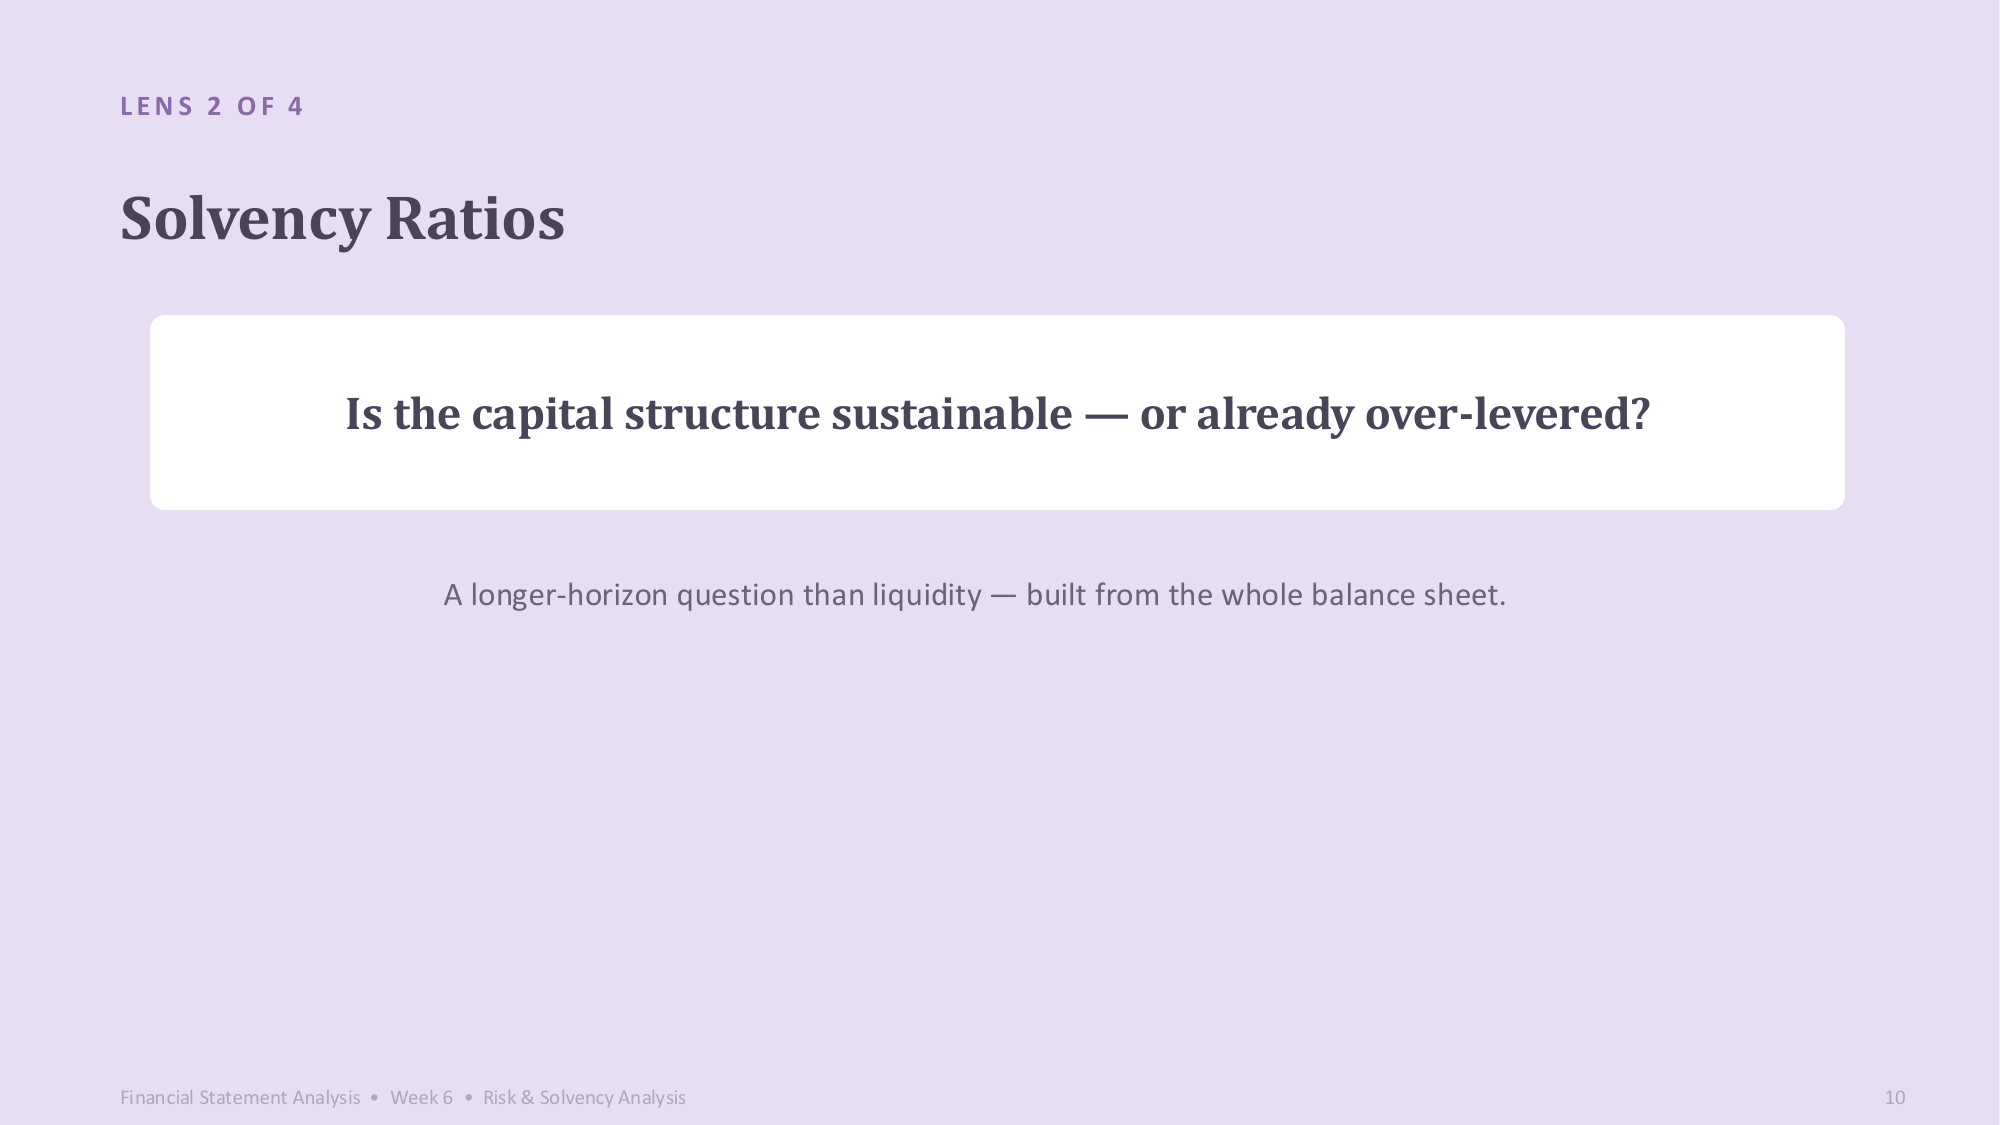 LENS 2 OF 4
Solvency Ratios
Is the capital structure sustainable — or already over-levered?
A longer-horizon question than liquidity — built from the whole balance sheet.
Financial Statement Analysis • Week 6 • Risk & Solvency Analysis
10